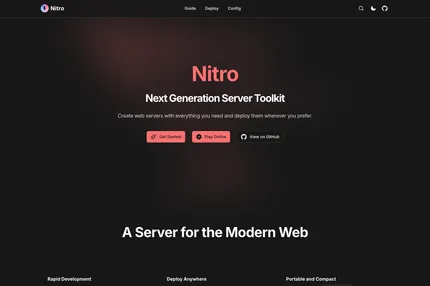 Nitro
Guide
Deploy
Config
Nitro
Next Generation Server Toolkit
Create web servers with everything you need and deploy them wherever you prefer.
Get Started
Play Online
View on GitHub
A Server for the Modern Web
Rapid Development
Deploy Anywhere
Portable and Compact